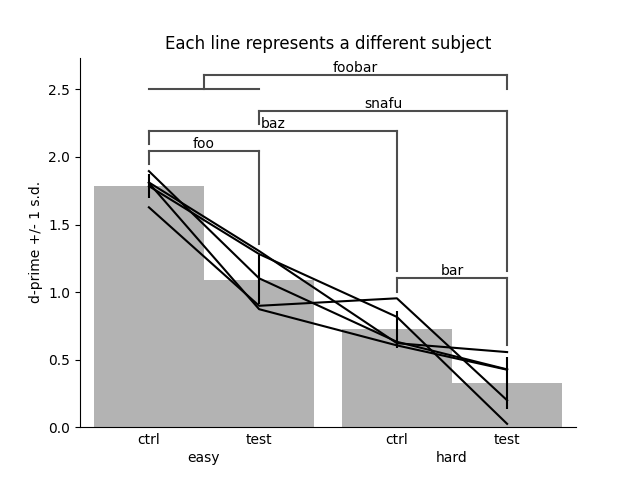 Each line represents a different subject
foobar
2.5
snafu
baz
2.0
foo
1.5
d-prime +/- 1 s.d.
bar
1.0
0.5
0.0
ctrl test ctrl test
easy hard